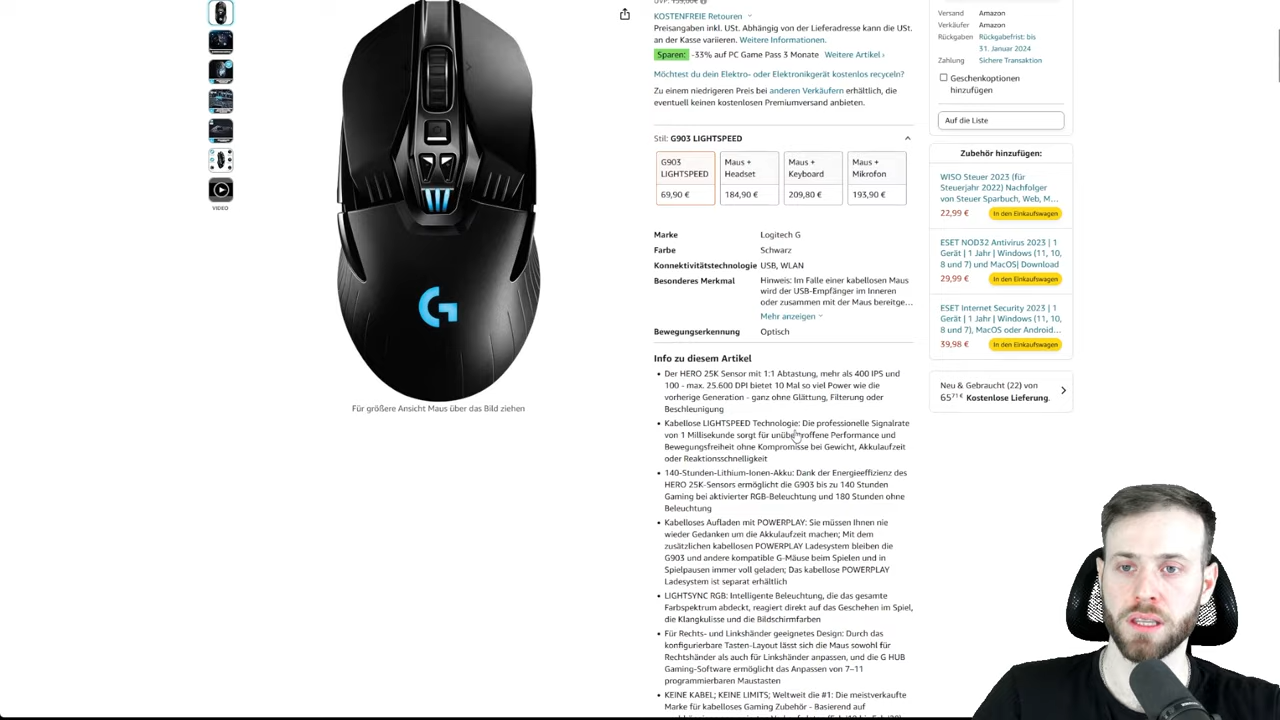 VIDEO
Für größere Ansicht Maus über das Bild ziehen
KOSTENFREIE Retouren
Preisangaben inkl. USt. Abhängig von der Lieferadresse kann die USt.
an der Kasse variieren. Weitere Informationen.
Sparen: -33% auf PC Game Pass 3 Monate Weitere Artikel ›
Möchtest du dein Elektro- oder Elektronikgerät kostenlos recyceln?
Zu einem niedrigeren Preis bei anderen Verkäufern erhältlich, die
eventuell keinen kostenlosen Premiumversand anbieten.
Stil: G903 LIGHTSPEED
G903
LIGHTSPEED
69,90 €
Maus +
Headset
184,90 €
Maus +
Keyboard
209,80 €
Maus +
Mikrofon
193,90 €
Marke Logitech G
Farbe Schwarz
Konnektivitätstechnologie USB, WLAN
Besonderes Merkmal Hinweis: Im Falle einer kabellosen Maus
wird der USB-Empfänger im Inneren
oder zusammen mit der Maus bereitge…
Mehr anzeigen
Bewegungserkennung Optisch
Info zu diesem Artikel
• Der HERO 25K Sensor mit 1:1 Abtastung, mehr als 400 IPS und
100 - max. 25.600 DPI bietet 10 Mal so viel Power wie die
vorherige Generation - ganz ohne Glättung, Filterung oder
Beschleunigung
• Kabellose LIGHTSPEED Technologie: Die professionelle Signalrate
von 1 Millisekunde sorgt für unübertroffene Performance und
Bewegungsfreiheit ohne Kompromisse bei Gewicht, Akkulaufzeit
oder Reaktionsschnelligkeit
• 140-Stunden-Lithium-Ionen-Akku: Dank der Energieeffizienz des
HERO 25K-Sensors ermöglicht die G903 bis zu 140 Stunden
Gaming bei aktivierter RGB-Beleuchtung und 180 Stunden ohne
Beleuchtung
• Kabelloses Aufladen mit POWERPLAY: Sie müssen Ihnen nie
wieder Gedanken um die Akkulaufzeit machen; Mit dem
zusätzlichen kabellosen POWERPLAY Ladesystem bleiben die
G903 und andere kompatible G-Mäuse beim Spielen und in
Spielpausen immer voll geladen; Das kabellose POWERPLAY
Ladesystem ist separat erhältlich
• LIGHTSYNC RGB: Intelligente Beleuchtung, die das gesamte
Farbspektrum abdeckt, reagiert direkt auf das Geschehen im Spiel,
die Klangkulisse und die Bildschirmfarben
• Für Rechts- und Linkshänder geeignetes Design: Durch das
konfigurierbare Tasten-Layout lässt sich die Maus sowohl für
Rechtshänder als auch für Linkshänder anpassen, und die G HUB
Gaming-Software ermöglicht das Anpassen von 7–11
programmierbaren Maustasten
• KEINE KABEL; KEINE LIMITS; Weltweit die #1: Die meistverkaufte
Marke für kabelloses Gaming Zubehör - Basierend auf
Versand Amazon
Verkäufer Amazon
Rückgaben Rückgabefrist: bis
31. Januar 2024
Zahlung Sichere Transaktion
Geschenkoptionen
hinzufügen
Auf die Liste
Zubehör hinzufügen:
WISO Steuer 2023 (für
Steuerjahr 2022) Nachfolger
von Steuer Sparbuch, Web, M…
22,99 € In den Einkaufswagen
ESET NOD32 Antivirus 2023 | 1
Gerät | 1 Jahr | Windows (11, 10,
8 und 7) und MacOS| Download
29,99 € In den Einkaufswagen
ESET Internet Security 2023 | 1
Gerät | 1 Jahr | Windows (11, 10,
8 und 7), MacOS oder Android…
39,98 € In den Einkaufswagen
Neu & Gebraucht (22) von
65,71 € Kostenlose Lieferung.